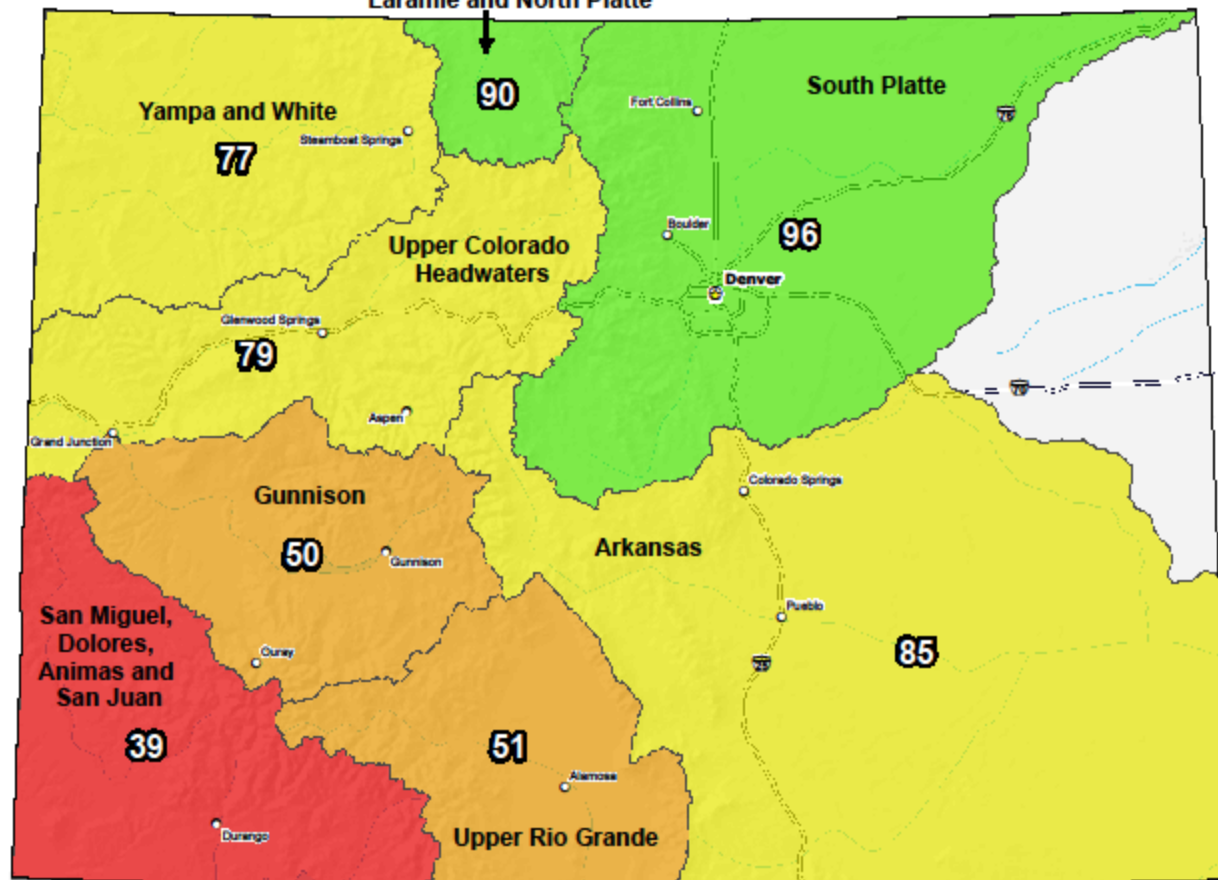 Laramie and North Platte
90
South Platte
Fort Collins
76
Yampa and White
Steamboat Springs
77
Boulder
96
Upper Colorado
Headwaters
Denver
Glenwood Springs
79
70
Aspen
Grand Junction
Gunnison
Colorado Springs
50
Gunnison
Arkansas
San Miguel,
Dolores,
Animas and
San Juan
Pueblo
Ouray
25
85
39
51
Alamosa
Durango
Upper Rio Grande